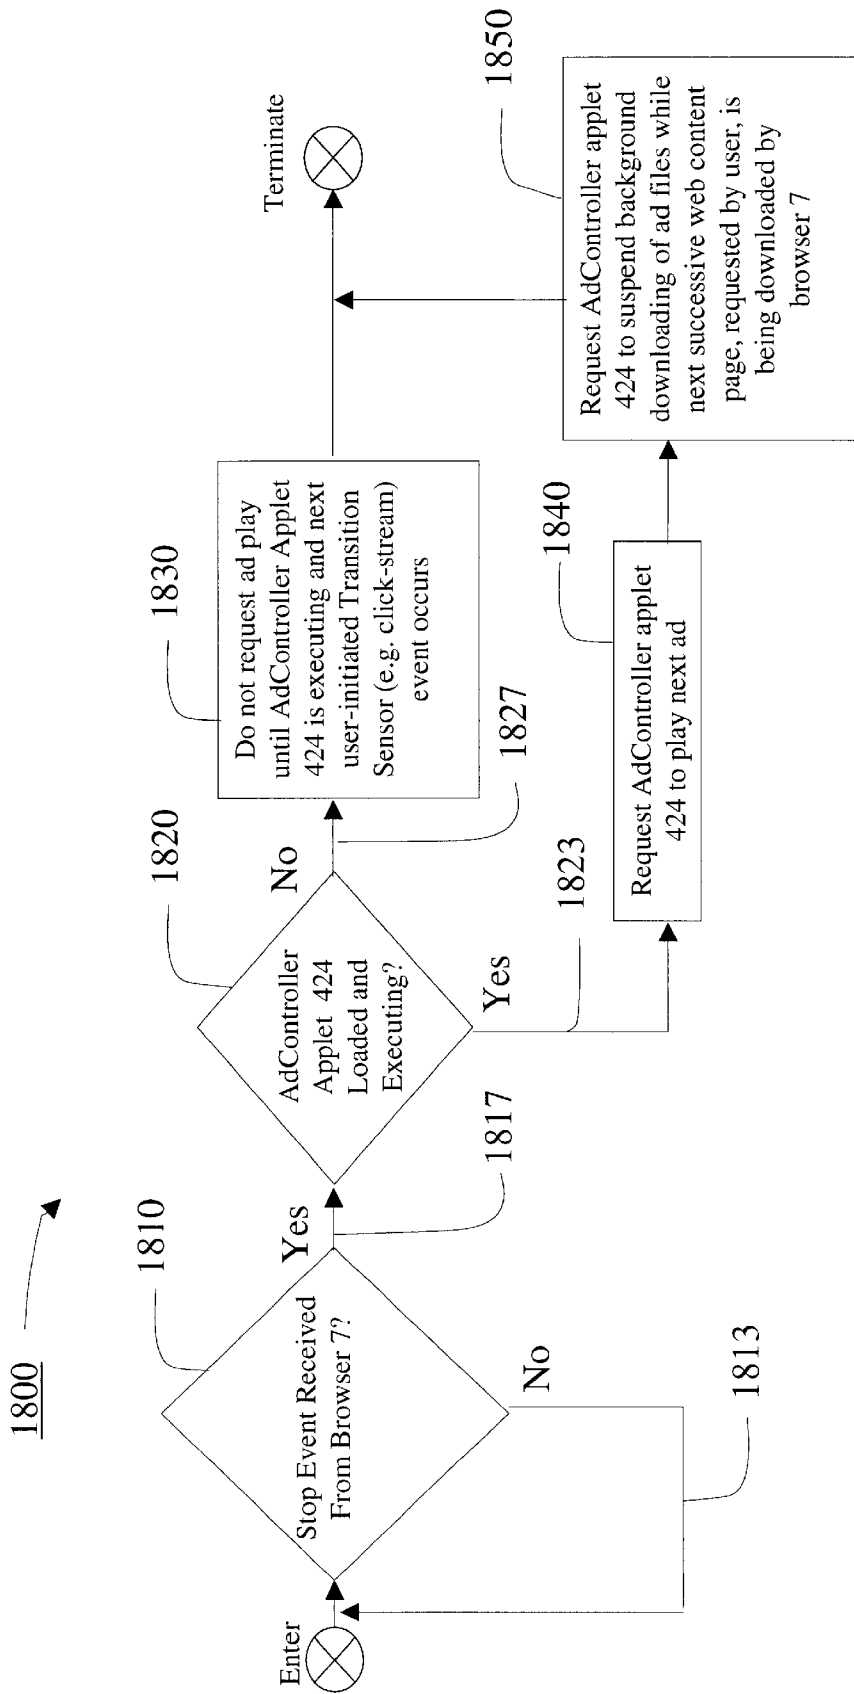 1800
Enter
Stop Event Received
From Browser 7?
1810
Yes
No
1813
1817
AdController
Applet 424
Loaded and
Executing?
1820
No
1827
Yes
1823
Do not request ad play
until AdController Applet
424 is executing and next
user-initiated Transition
Sensor (e.g. click-stream)
event occurs
1830
Request AdController applet
424 to play next ad
1840
Request AdController applet
424 to suspend background
downloading of ad files while
next successive web content
page, requested by user, is
being downloaded by
browser 7
1850
Terminate